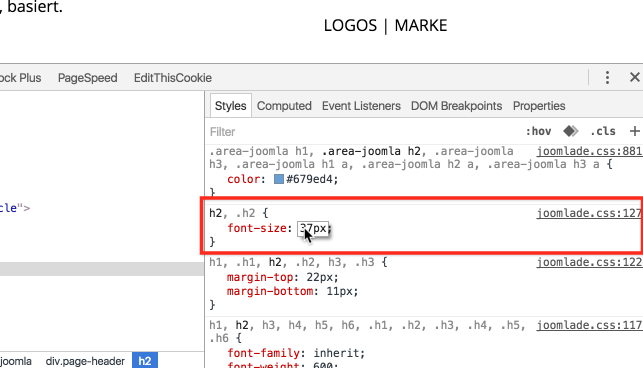 , basiert.
LOGOS | MARKE
ock Plus PageSpeed EditThisCookie
Styles Computed Event Listeners DOM Breakpoints Properties
Filter :hov .cls +
.area-joomla h1, .area-joomla h2, .area-joomla joomlade.css:881
h3, .area-joomla h1 a, .area-joomla h2 a, .area-joomla h3 a {
color: #679ed4;
}
cle">
h2, .h2 { joomlade.css:127
font-size: 37px;
}
h1, .h1, h2, .h2, h3, .h3 { joomlade.css:122
margin-top: 22px;
margin-bottom: 11px;
}
h1, h2, h3, h4, h5, h6, .h1, .h2, .h3, .h4, .h5, joomlade.css:117
.h6 {
font-family: inherit;
font-weight: 600;
joomla div.page-header h2